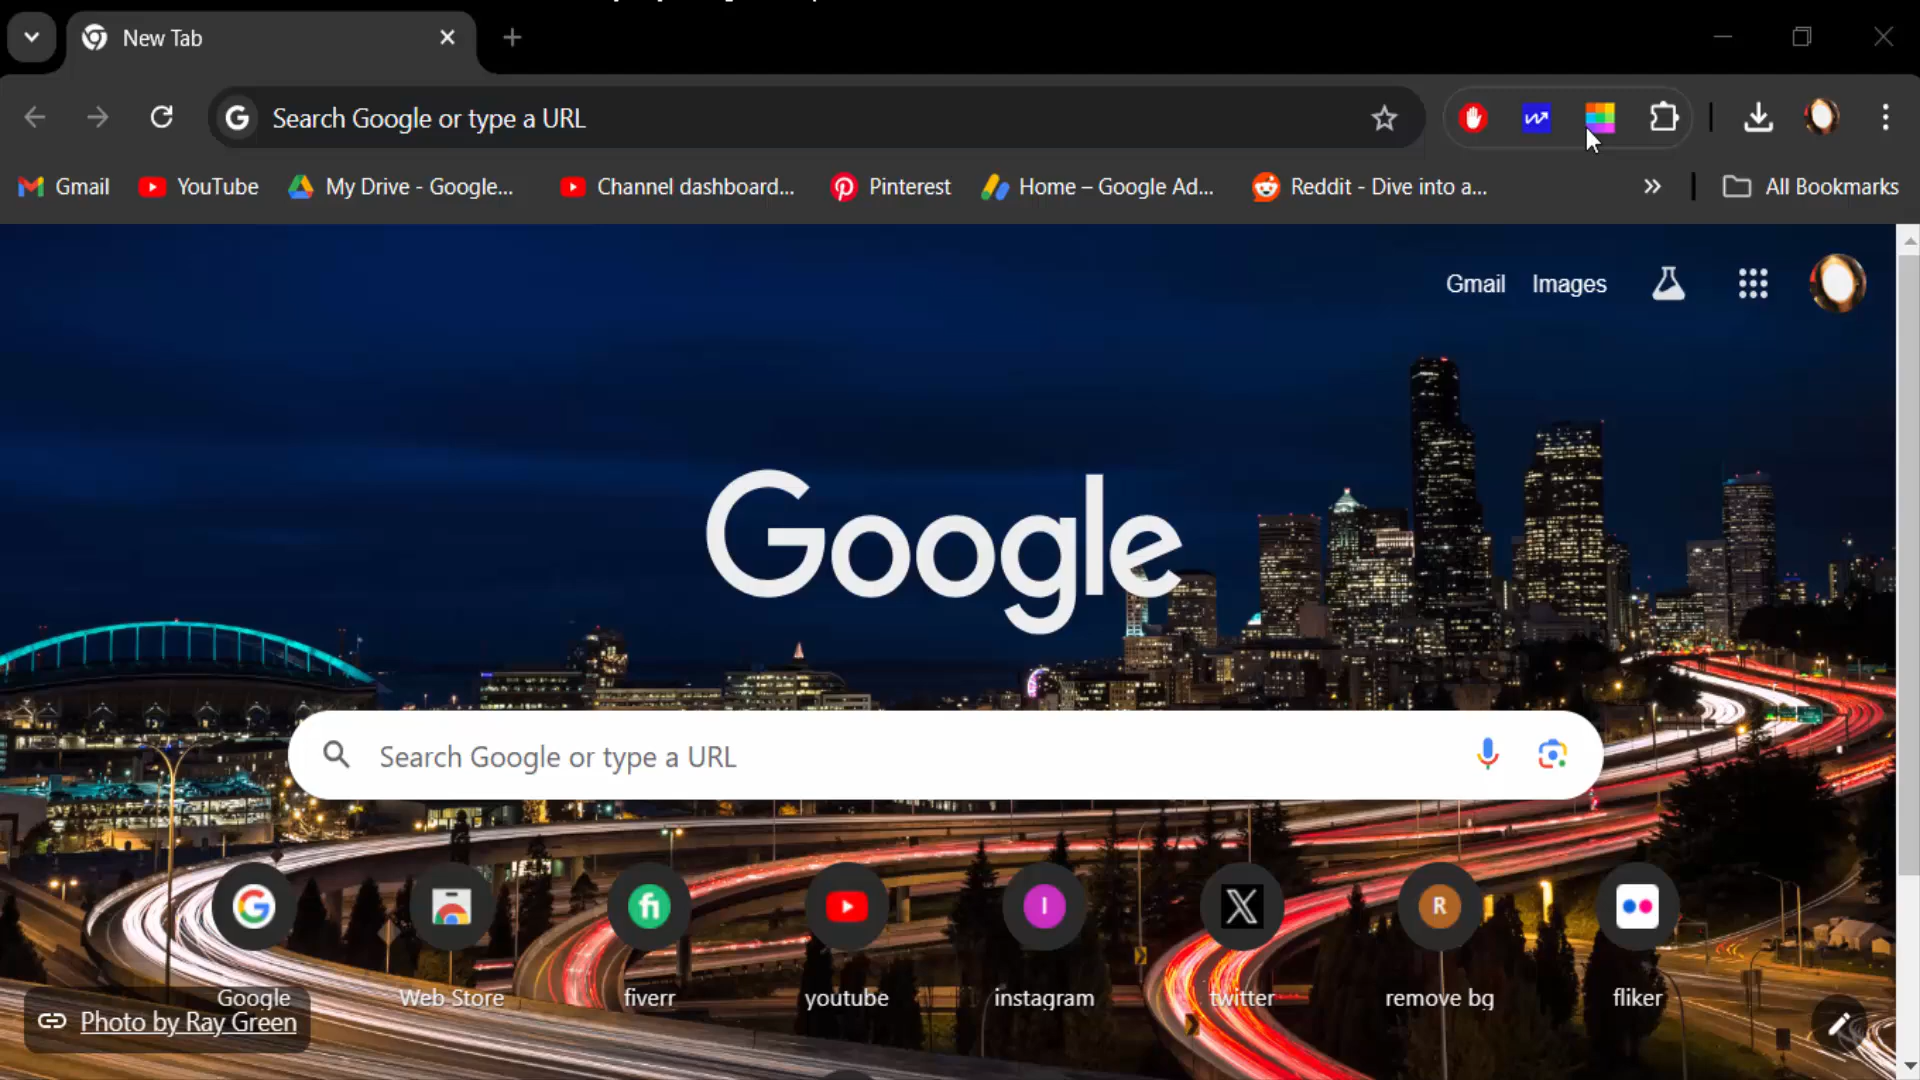 New Tab
Search Google or type a URL
Gmail
YouTube
My Drive - Google...
Channel dashboard...
Pinterest
Home – Google Ad...
Reddit - Dive into a...
All Bookmarks
Gmail
Images
Google
Search Google or type a URL
Google
Web Store
fiverr
youtube
instagram
twitter
remove bg
fliker
Photo by Ray Green